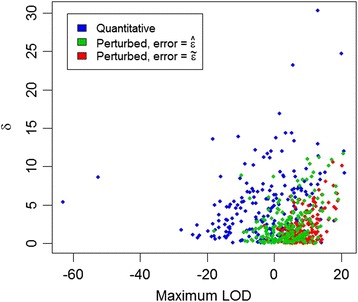 Quantitative
Perturbed, error = ε̂
Perturbed, error = ε̃
30
25
20
15
10
5
0
δ
-60
-40
-20
0
20
Maximum LOD